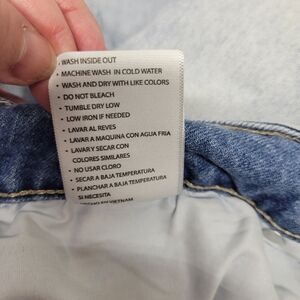 · WASH INSIDE OUT
· MACHINE WASH IN COLD WATER
· WASH AND DRY WITH LIKE COLORS
· DO NOT BLEACH
· TUMBLE DRY LOW
· LOW IRON IF NEEDED
· LAVAR AL REVES
· LAVAR A MAQUINA CON AGUA FRIA
· LAVAR Y SECAR CON
COLORES SIMILARES
· NO USAR CLORO
· SECAR A BAJA TEMPERATURA
· PLANCHAR A BAJA TEMPERATURA
SI NECESITA
EN VIETNAM